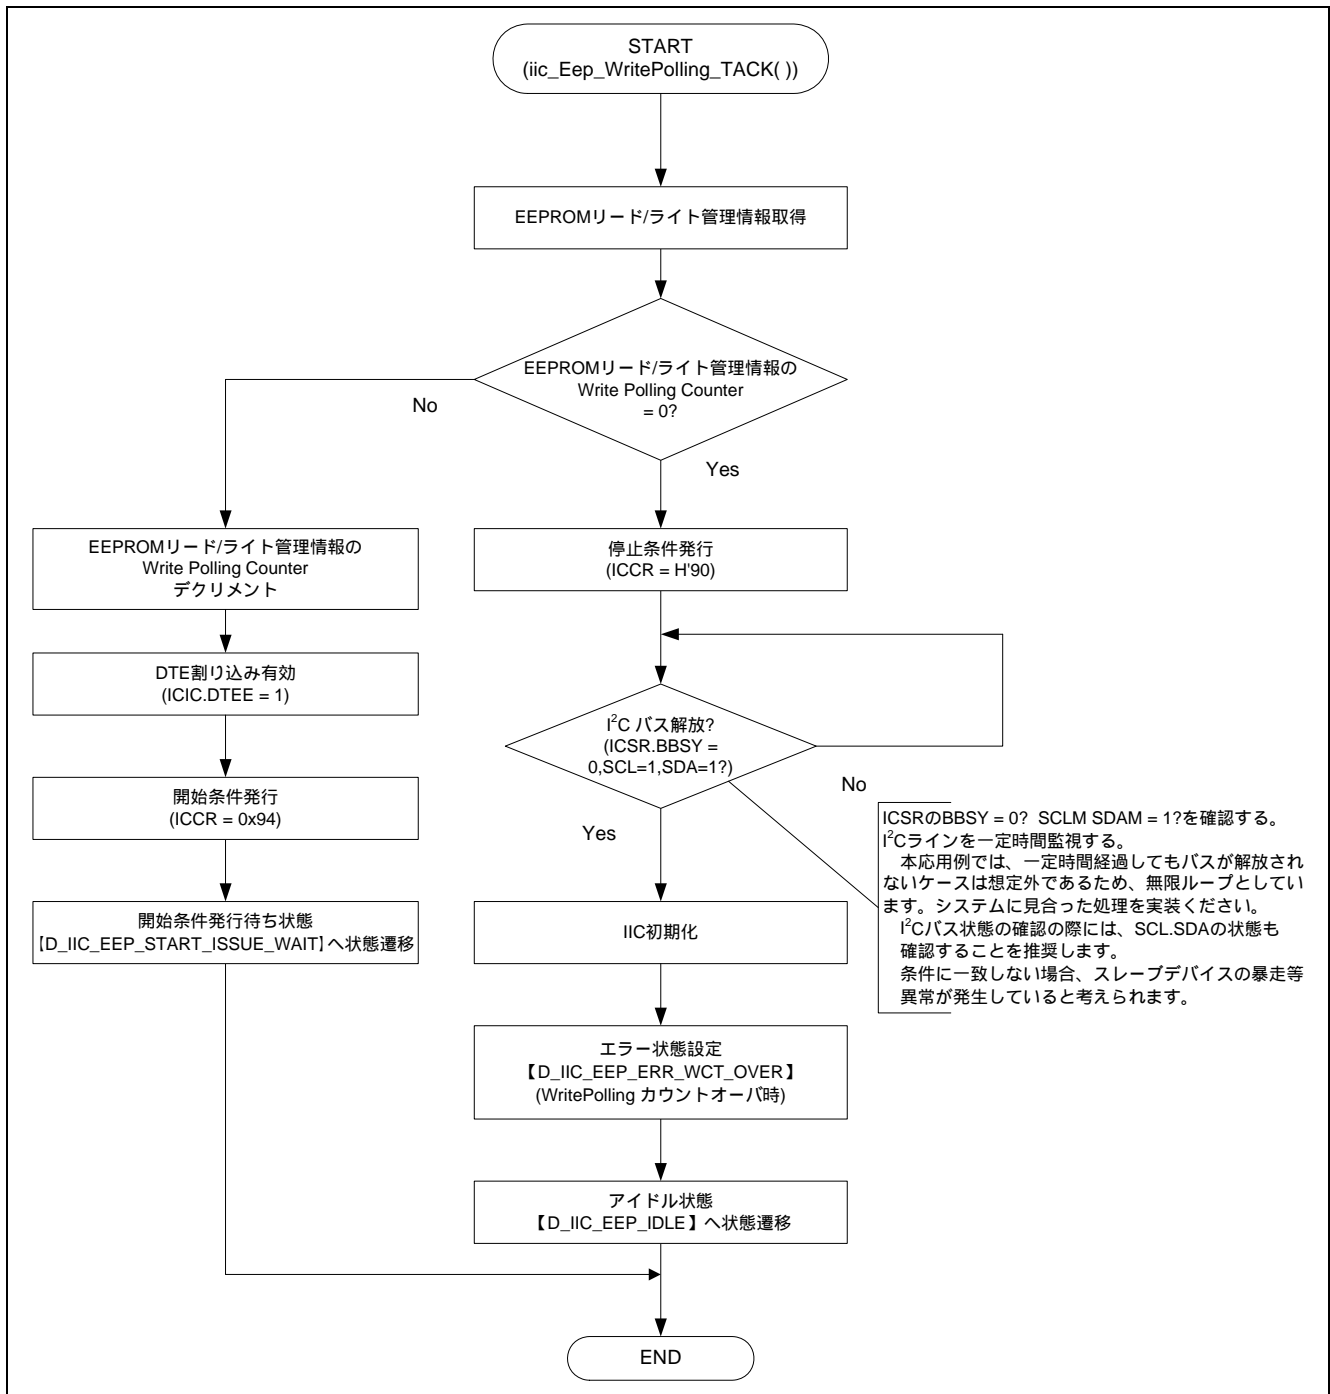 START
(iic_Eep_WritePolling_TACK( ))
EEPROMリード/ライト管理情報取得
EEPROMリード/ライト管理情報の
Write Polling Counter
= 0?
No
Yes
EEPROMリード/ライト管理情報の
Write Polling Counter
デクリメント
DTE割り込み有効
(ICIC.DTEE = 1)
開始条件発行
(ICCR = 0x94)
開始条件発行待ち状態
【D_IIC_EEP_START_ISSUE_WAIT】へ状態遷移
停止条件発行
(ICCR = H'90)
I²C バス解放?
(ICSR.BBSY =
0,SCL=1,SDA=1?)
No
Yes
ICSRのBBSY = 0? SCLM SDAM = 1?を確認する。
I²Cラインを一定時間監視する。
本応用例では、一定時間経過してもバスが解放され
ないケースは想定外であるため、無限ループとしてい
ます。システムに見合った処理を実装ください。
I²Cバス状態の確認の際には、SCL.SDAの状態も
確認することを推奨します。
条件に一致しない場合、スレーブデバイスの暴走等
異常が発生していると考えられます。
IIC初期化
エラー状態設定
【D_IIC_EEP_ERR_WCT_OVER】
(WritePolling カウントオーバ時)
アイドル状態
【D_IIC_EEP_IDLE】へ状態遷移
END